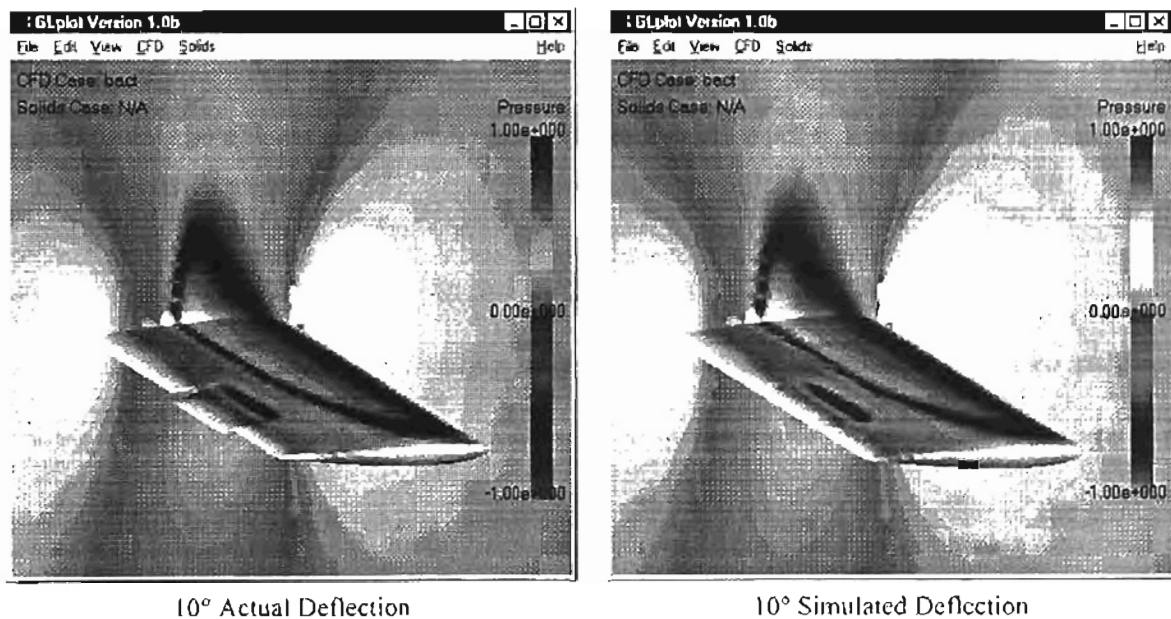 GLplot Version 1.0b
File Edit View CFD Solids Help
CFD Case: bact
Solids Case: N/A
Pressure
1.00e+000
0.00e+000
-1.00e+000
10° Actual Deflection
GLplot Version 1.0b
File Edit View CFD Solids Help
CFD Case: bact
Solids Case: N/A
Pressure
1.00e+000
0.00e+000
-1.00e+000
10° Simulated Deflection